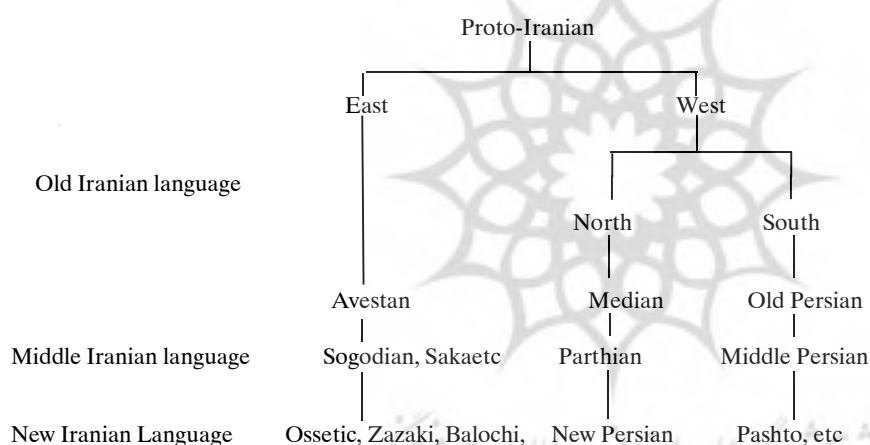 Proto-Iranian
East West
Old Iranian language
North South
Avestan Median Old Persian
Middle Iranian language Sogodian, Sakaetc Parthian Middle Persian
New Iranian Language Ossetic, Zazaki, Balochi, New Persian Pashto, etc